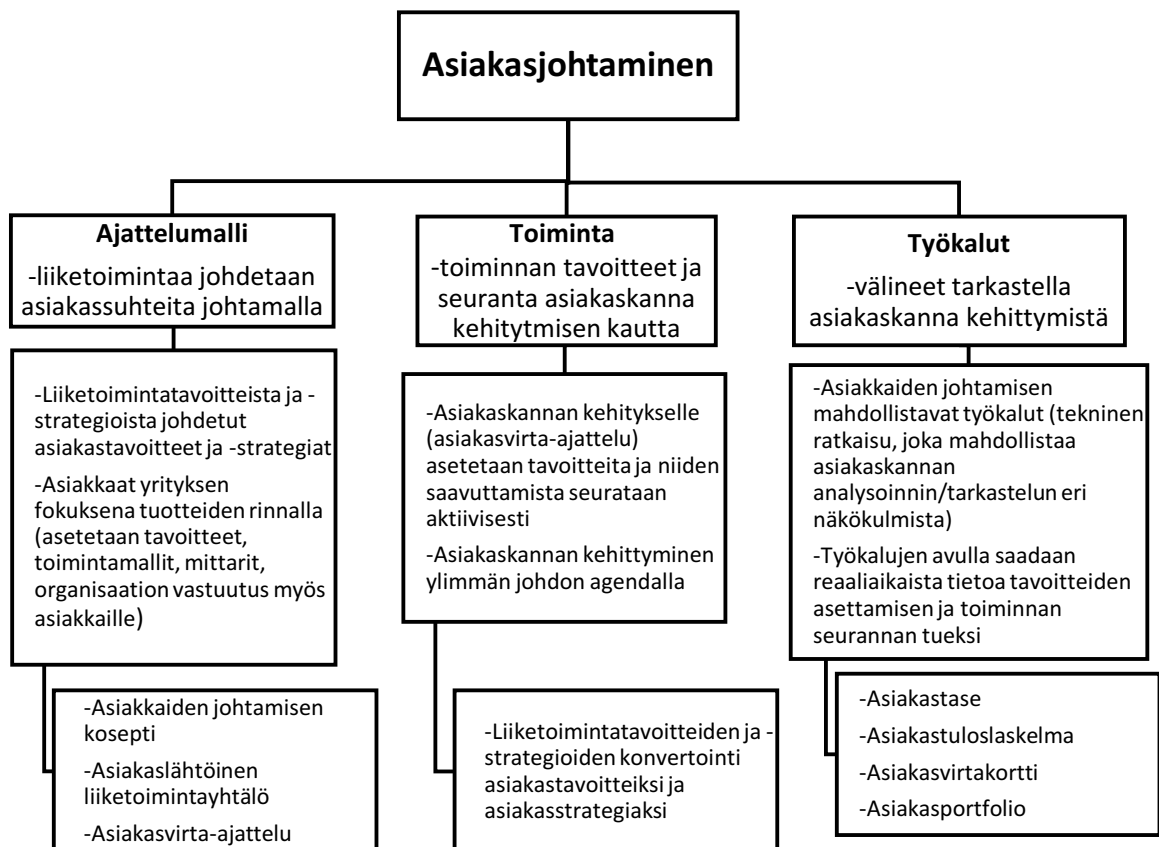 Asiakasjohtaminen
Ajattelumalli
-liiketoimintaa johdetaan
asiakassuhteita johtamalla
-Liiketoimintatavoitteista ja -
strategioista johdetut
asiakastavoitteet ja -strategiat
-Asiakkaat yrityksen
fokuksena tuotteiden rinnalla
(asetetaan tavoitteet,
toimintamallit, mittarit,
organisaation vastuutus myös
asiakkaille)
-Asiakkaiden johtamisen
kosepti
-Asiakaslähtöinen
liiketoimintayhtälö
-Asiakasvirta-ajattelu
Toiminta
-toiminnan tavoitteet ja
seuranta asiakaskanna
kehitytmisen kautta
-Asiakaskannan kehitykselle
(asiakasvirta-ajattelu)
asetetaan tavoitteita ja niiden
saavuttamista seurataan
aktiivisesti
-Asiakaskannan kehittyminen
ylimmän johdon agendalla
-Liiketoimintatavoitteiden ja -
strategioiden konvertointi
asiakastavoitteiksi ja
asiakasstrategiaksi
Työkalut
-välineet tarkastella
asiakaskanna kehittymistä
-Asiakkaiden johtamisen
mahdollistavat työkalut (tekninen
ratkaisu, joka mahdollistaa
asiakaskannan
analysoinnin/tarkastelun eri
näkökulmista)
-Työkalujen avulla saadaan
reaaliaikaista tietoa tavoitteiden
asettamisen ja toiminnan
seurannan tueksi
-Asiakastase
-Asiakastuloslaskelma
-Asiakasvirtakortti
-Asiakasportfolio